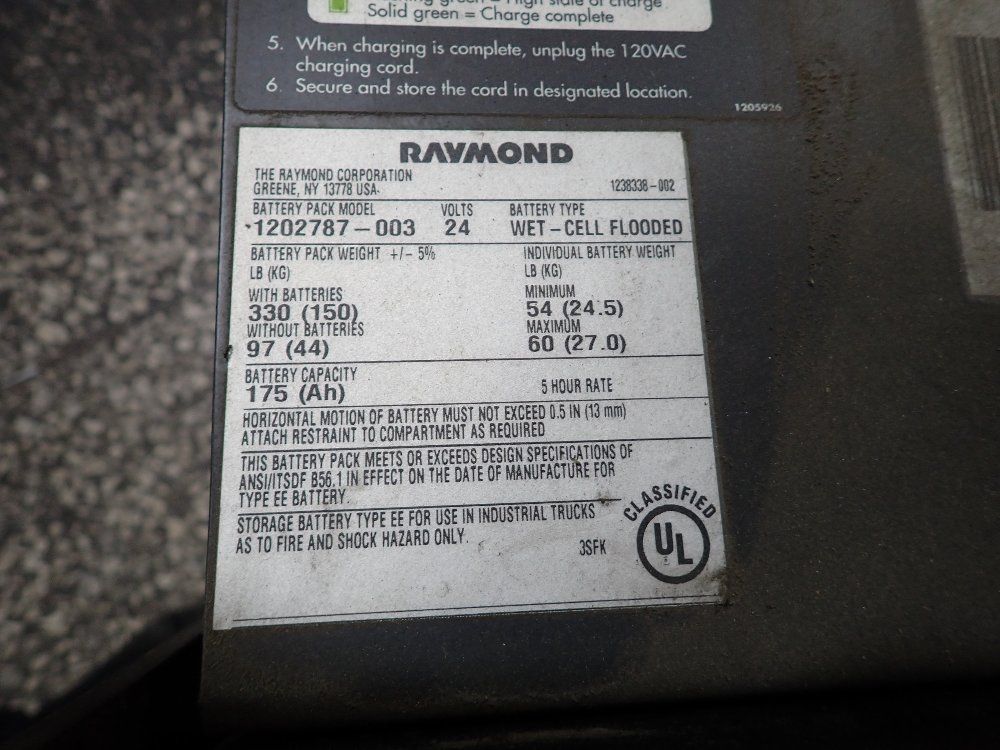 green = High state of charge
Solid green = Charge complete
5. When charging is complete, unplug the 120VAC
charging cord.
6. Secure and store the cord in designated location.
1205926
RAYMOND
THE RAYMOND CORPORATION
GREENE, NY 13778 USA.
1238338-002
BATTERY PACK MODEL VOLTS BATTERY TYPE
1202787-003 24 WET-CELL FLOODED
BATTERY PACK WEIGHT +/- 5% INDIVIDUAL BATTERY WEIGHT
LB (KG) LB (KG)
WITH BATTERIES MINIMUM
330 (150) 54 (24.5)
WITHOUT BATTERIES MAXIMUM
97 (44) 60 (27.0)
BATTERY CAPACITY
175 (Ah) 5 HOUR RATE
HORIZONTAL MOTION OF BATTERY MUST NOT EXCEED 0.5 IN (13 mm)
ATTACH RESTRAINT TO COMPARTMENT AS REQUIRED
THIS BATTERY PACK MEETS OR EXCEEDS DESIGN SPECIFICATIONS OF
ANSI/ITSDF B56.1 IN EFFECT ON THE DATE OF MANUFACTURE FOR
TYPE EE BATTERY.
STORAGE BATTERY TYPE EE FOR USE IN INDUSTRIAL TRUCKS
AS TO FIRE AND SHOCK HAZARD ONLY.
3SFK
CLASSIFIED
UL